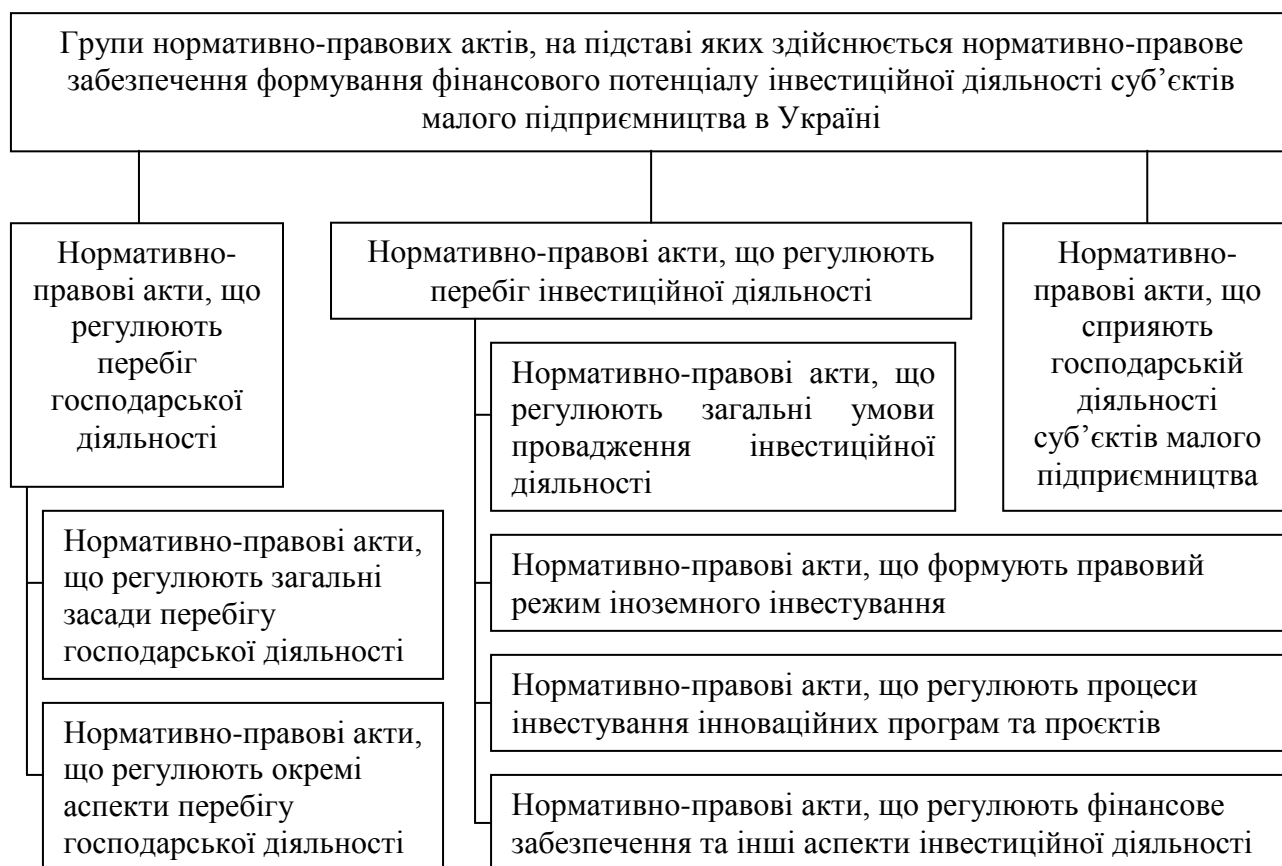 Групи нормативно-правових актів, на підставі яких здійснюється нормативно-правове
забезпечення формування фінансового потенціалу інвестиційної діяльності суб’єктів
малого підприємництва в Україні
Нормативно-
правові акти, що
регулюють
перебіг
господарської
діяльності
Нормативно-правові акти,
що регулюють загальні
засади перебігу
господарської діяльності
Нормативно-правові акти,
що регулюють окремі
аспекти перебігу
господарської діяльності
Нормативно-правові акти, що регулюють
перебіг інвестиційної діяльності
Нормативно-правові акти, що
регулюють загальні умови
провадження інвестиційної
діяльності
Нормативно-правові акти, що формують правовий
режим іноземного інвестування
Нормативно-правові акти, що регулюють процеси
інвестування інноваційних програм та проєктів
Нормативно-правові акти, що регулюють фінансове
забезпечення та інші аспекти інвестиційної діяльності
Нормативно-
правові акти, що
сприяють
господарській
діяльності
суб’єктів малого
підприємництва